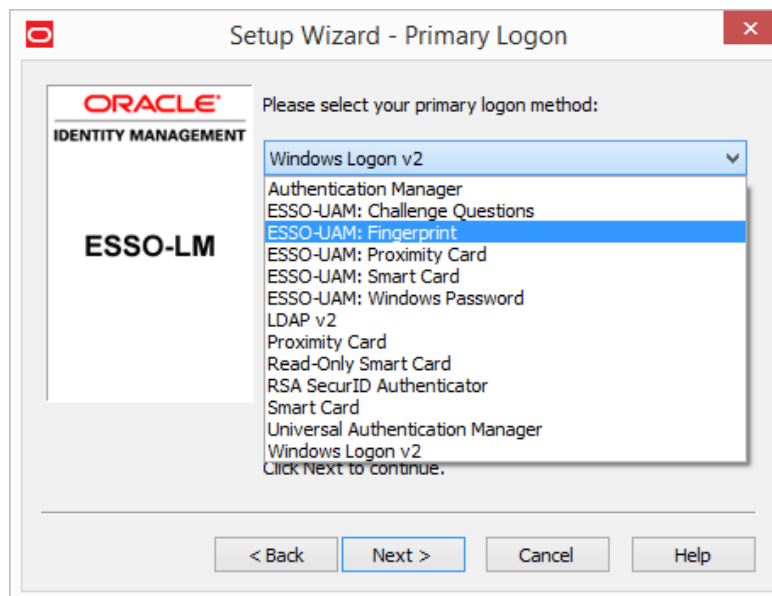 Setup Wizard - Primary Logon
ORACLE
IDENTITY MANAGEMENT
ESSO-LM
Please select your primary logon method:
Windows Logon v2
Authentication Manager
ESSO-UAM: Challenge Questions
ESSO-UAM: Fingerprint
ESSO-UAM: Proximity Card
ESSO-UAM: Smart Card
ESSO-UAM: Windows Password
LDAP v2
Proximity Card
Read-Only Smart Card
RSA SecurID Authenticator
Smart Card
Universal Authentication Manager
Windows Logon v2
Click Next to continue.
< Back
Next >
Cancel
Help